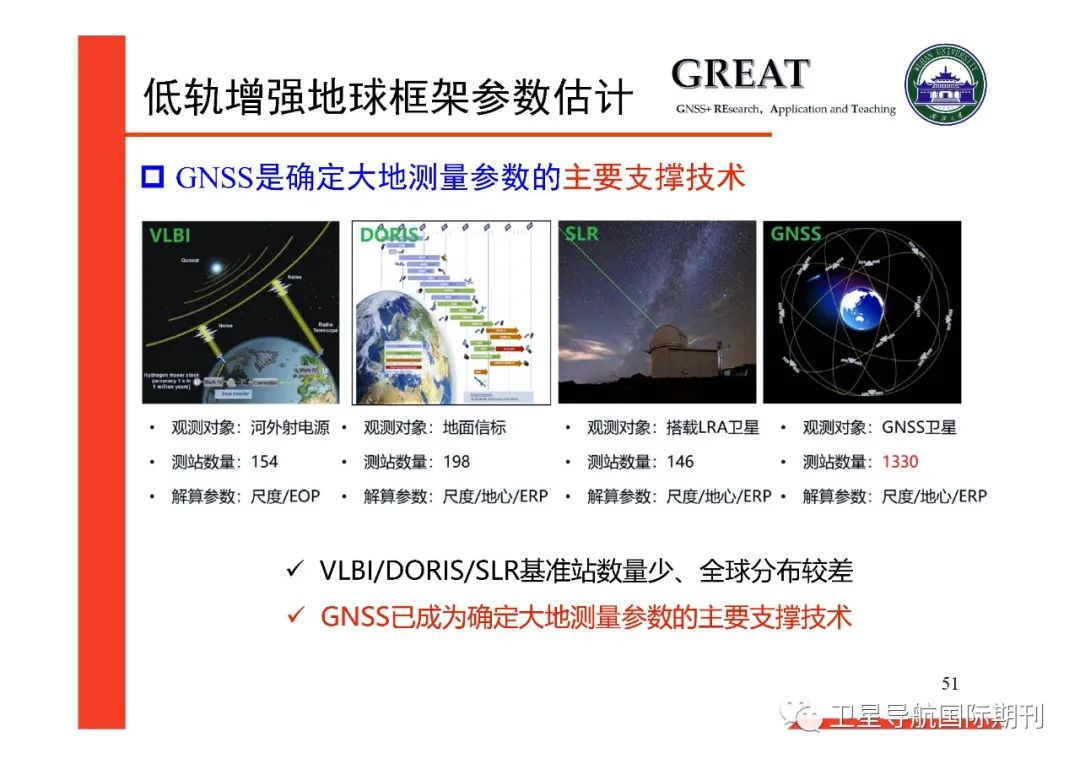 低轨增强地球框架参数估计
GREAT
GNSS+ REsearch, Application and Teaching
WUHAN UNIVERSITY
GNSS是确定大地测量参数的主要支撑技术
VLBI
Quasar
Noise
Noise
Radio
Telescope
Hydrogen maser clock
(accuracy 1 s in
1 million years)
Mark IV
Correlator
Mark IV
Data transfer
DORIS
SLR
GNSS
• 观测对象：河外射电源
• 测站数量：154
• 解算参数：尺度/EOP
• 观测对象：地面信标
• 测站数量：198
• 解算参数：尺度/地心/ERP
• 观测对象：搭载LRA卫星
• 测站数量：146
• 解算参数：尺度/地心/ERP
• 观测对象：GNSS卫星
• 测站数量：1330
• 解算参数：尺度/地心/ERP
✓ VLBI/DORIS/SLR基准站数量少、全球分布较差
✓ GNSS已成为确定大地测量参数的主要支撑技术
51
卫星导航国际期刊